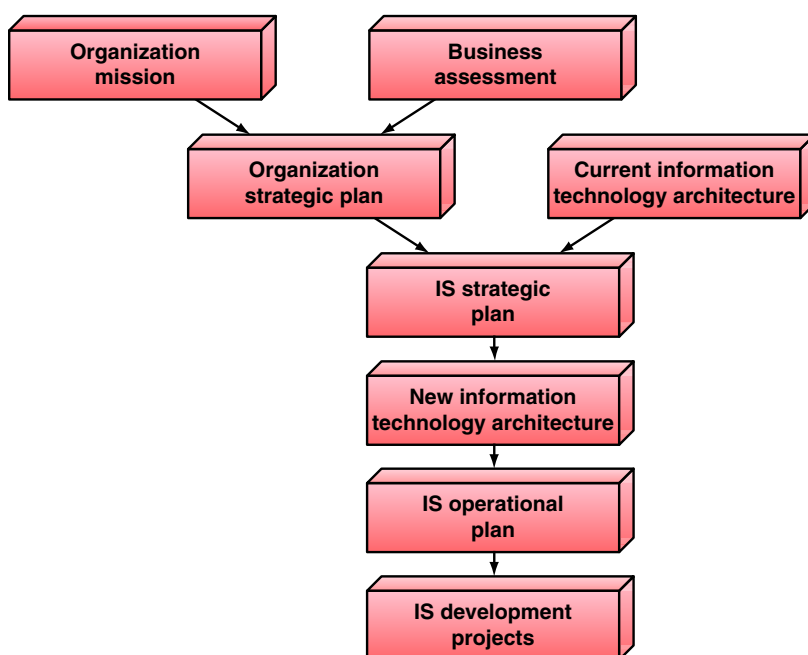 Organization
mission
Business
assessment
Organization
strategic plan
Current information
technology architecture
IS strategic
plan
New information
technology architecture
IS operational
plan
IS development
projects